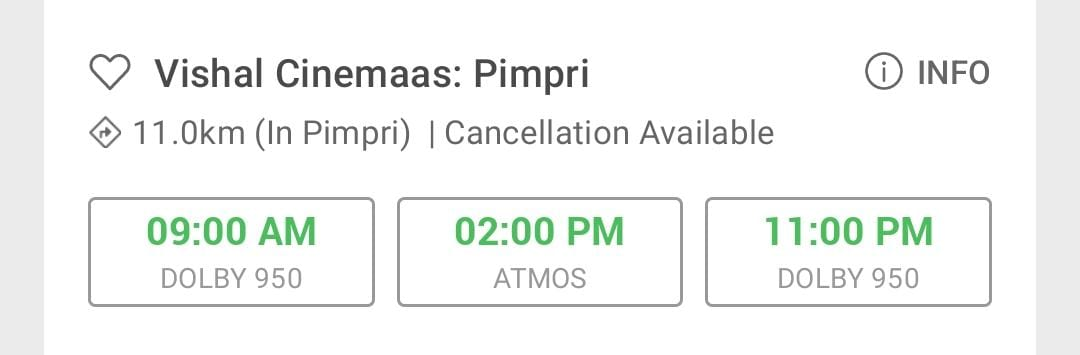 Vishal Cinemaas: Pimpri INFO
11.0km (In Pimpri) | Cancellation Available
09:00 AM 02:00 PM 11:00 PM
DOLBY 950 ATMOS DOLBY 950